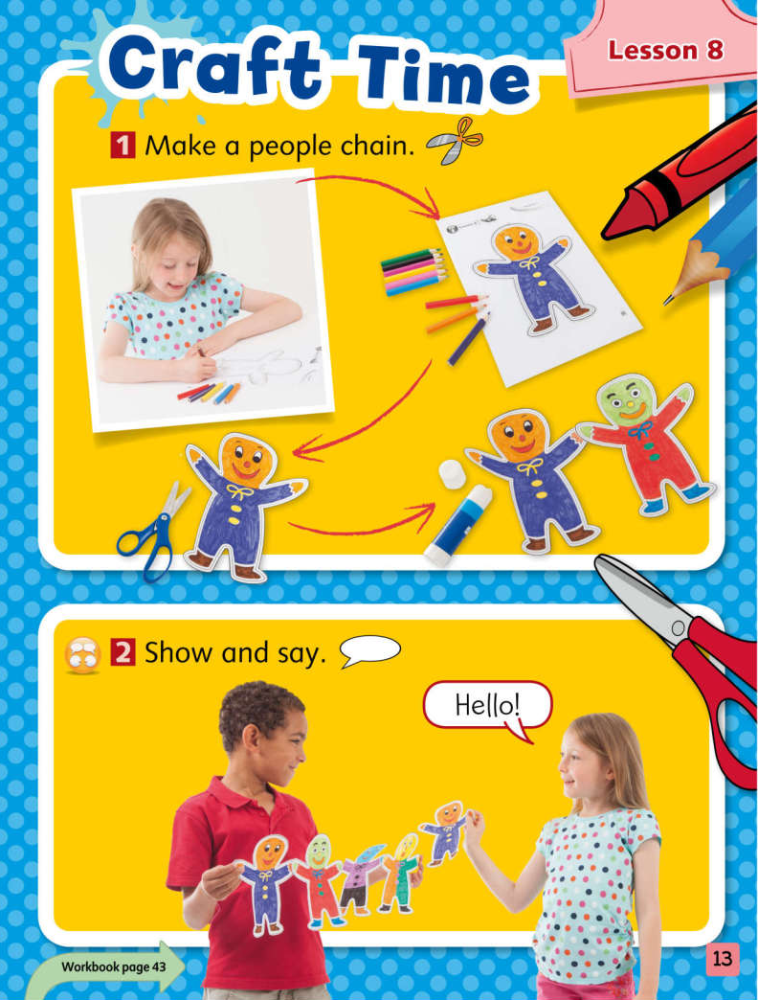 Craft Time
Lesson 8
1 Make a people chain.
2 Show and say.
Hello!
Workbook page 43
13